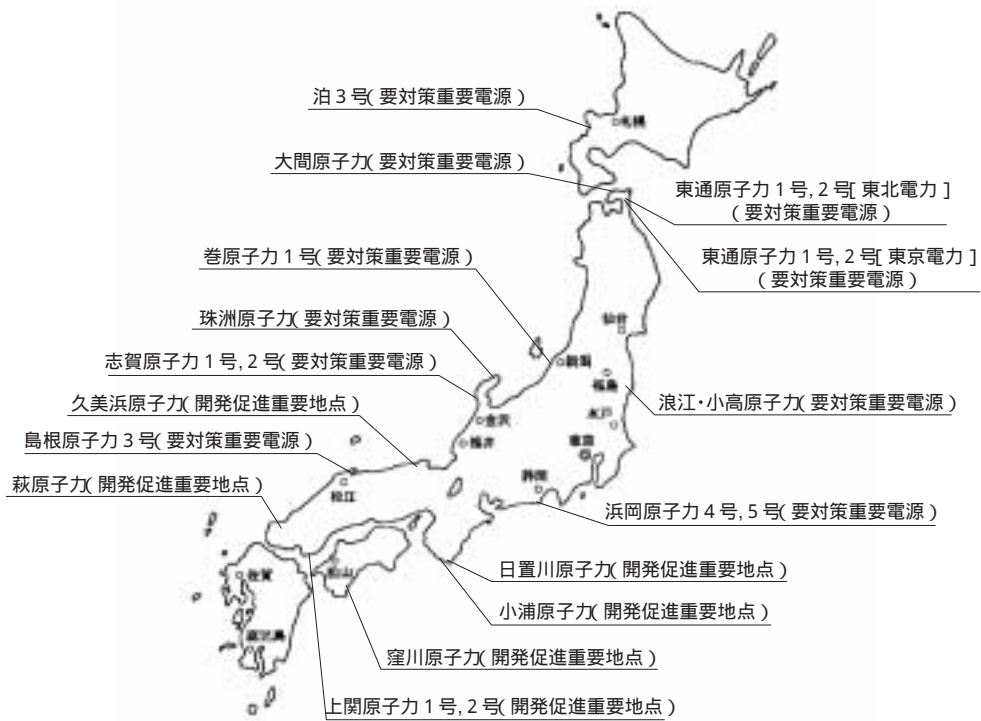 泊3号(要対策重要電源)
札幌
大間原子力(要対策重要電源)
東通原子力1号,2号[東北電力]
(要対策重要電源)
東通原子力1号,2号[東京電力]
(要対策重要電源)
巻原子力1号(要対策重要電源)
珠洲原子力(要対策重要電源)
仙台
志賀原子力1号,2号(要対策重要電源)
新潟
福島
久美浜原子力(開発促進重要地点)
浪江・小高原子力(要対策重要電源)
水戸
金沢
島根原子力3号(要対策重要電源)
福井
東京
萩原子力(開発促進重要地点)
静岡
松江
浜岡原子力4号,5号(要対策重要電源)
日置川原子力(開発促進重要地点)
松山
佐賀
小浦原子力(開発促進重要地点)
鹿児島
窪川原子力(開発促進重要地点)
上関原子力1号,2号(開発促進重要地点)